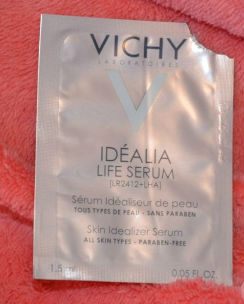 VICHY
LABORATOIRES
V
IDÉALIA
LIFE SERUM
[LR2412+LHA]
Sérum Idéaliseur de peau
TOUS TYPES DE PEAU - SANS PARABEN
Skin Idealizer Serum
ALL SKIN TYPES - PARABEN-FREE
1.5 0.05 FL.OZ.